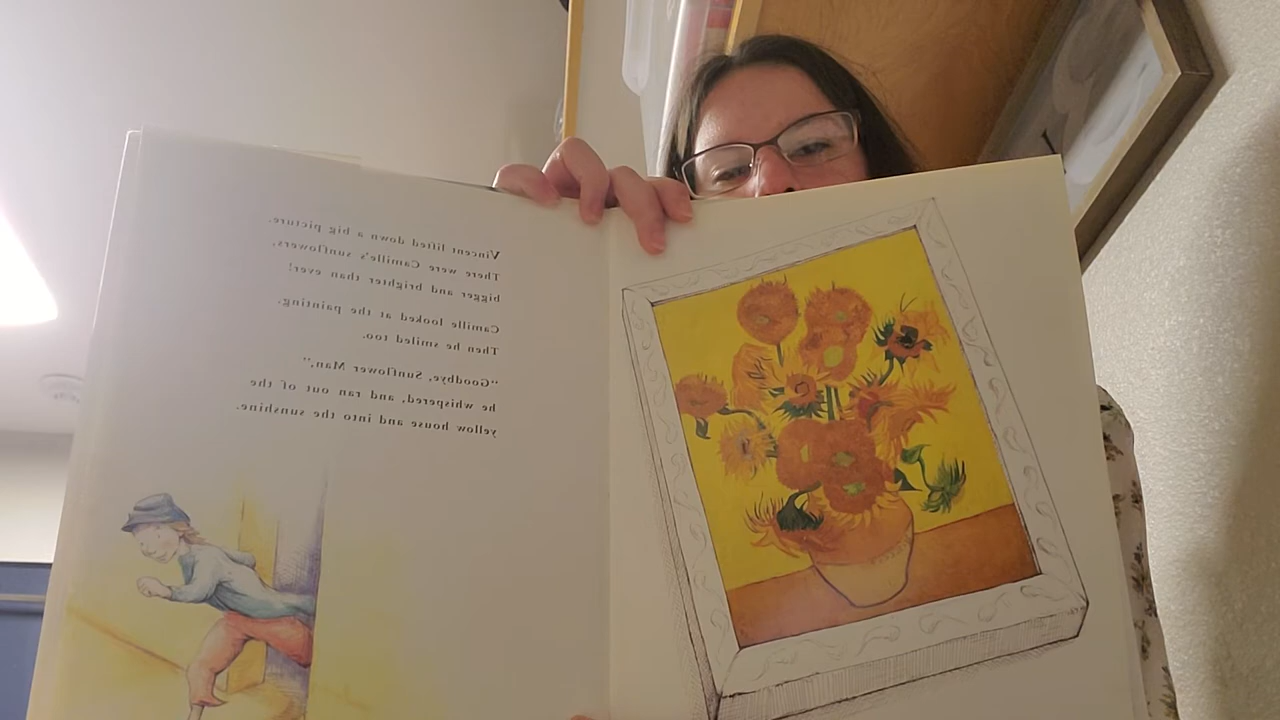 Vincent lifted down a big picture.
There were Camille's sunflowers,
bigger and brighter than ever!
Camille looked at the painting.
Then he smiled too.
"Goodbye, Sunflower Man,"
he whispered, and ran out of the
yellow house and into the sunshine.